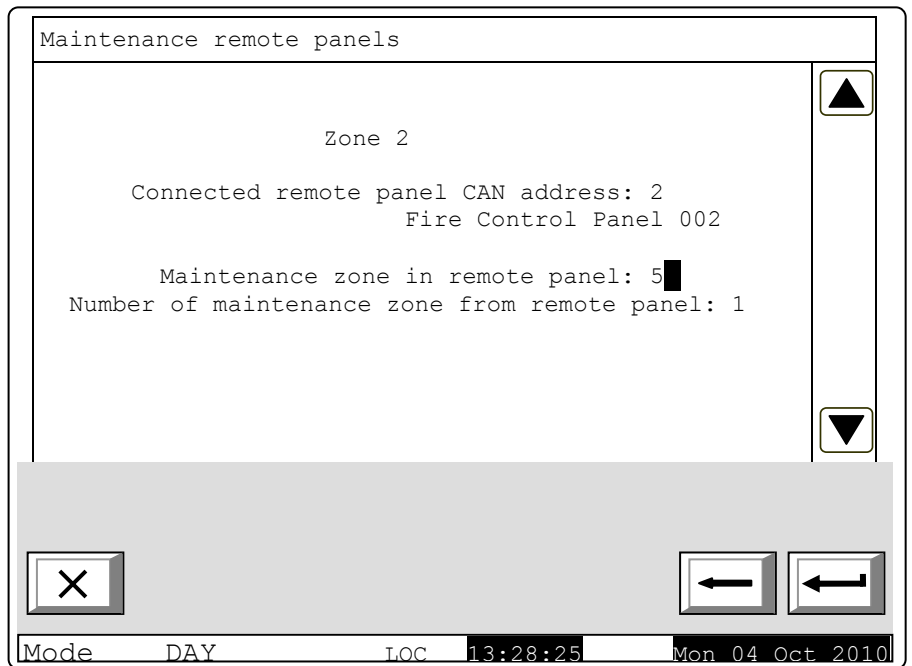 Maintenance remote panels
Zone 2
Connected remote panel CAN address: 2
Fire Control Panel 002
Maintenance zone in remote panel: 5
Number of maintenance zone from remote panel: 1
Mode DAY LOC 13:28:25 Mon 04 Oct 2010